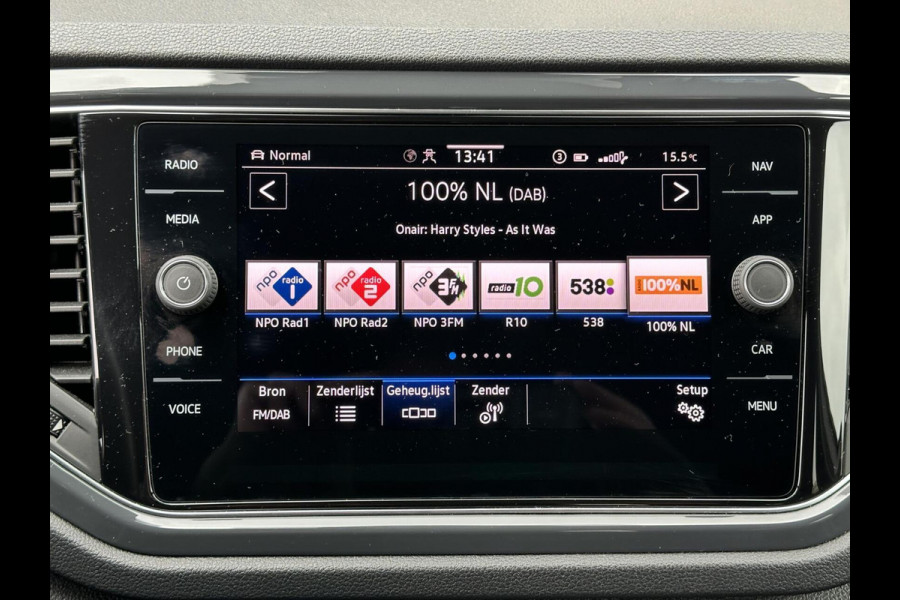 RADIO
MEDIA
PHONE
VOICE
Normal
13:41
3
15.5°C
<
100% NL (DAB)
>
Onair: Harry Styles - As It Was
npo radio 1
npo radio 2
npo 3FM
radio 10
538
100%NL
NPO Rad1
NPO Rad2
NPO 3FM
R10
538
100% NL
Bron
FM/DAB
Zenderlijst
Geheug.lijst
Zender
Setup
NAV
APP
CAR
MENU